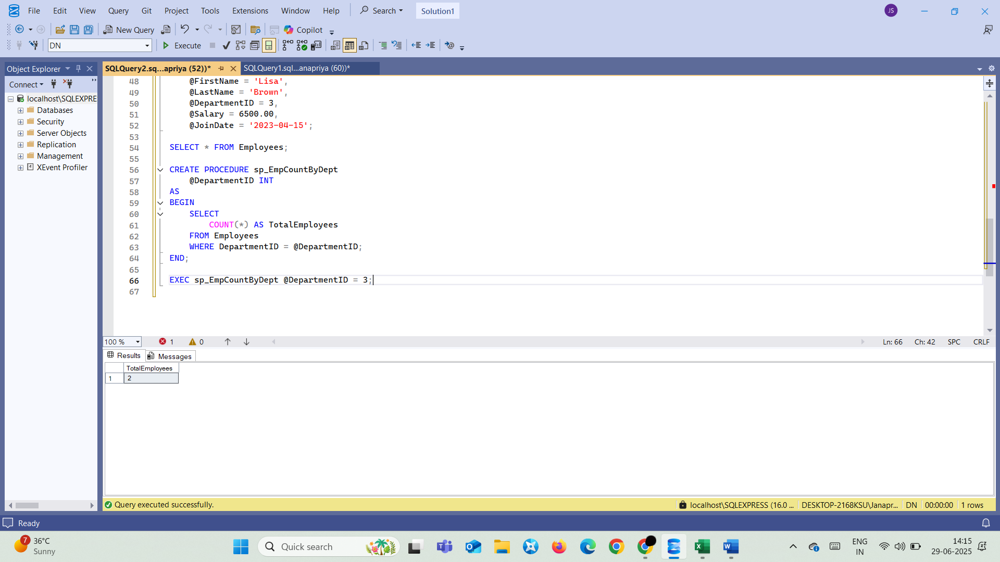 File Edit View Query Git Project Tools Extensions Window Help Search Solution1 JS
New Query Copilot
DN Execute
Object Explorer
SQLQuery2.sq...apriya (52))* SQLQuery1.sql...anapriya (60))*
Connect
localhost\SQLEXPRE
Databases
Security
Server Objects
Replication
Management
XEvent Profiler
48 @FirstName = 'Lisa',
49 @LastName = 'Brown',
50 @DepartmentID = 3,
51 @Salary = 6500.00,
52 @JoinDate = '2023-04-15';
53
54 SELECT * FROM Employees;
55
56 CREATE PROCEDURE sp_EmpCountByDept
57 @DepartmentID INT
58 AS
59 BEGIN
60 SELECT
61 COUNT(*) AS TotalEmployees
62 FROM Employees
63 WHERE DepartmentID = @DepartmentID;
64 END;
65
66 EXEC sp_EmpCountByDept @DepartmentID = 3;
67
100 % 1 0 Ln: 66 Ch: 42 SPC CRLF
Results Messages
TotalEmployees
1 2
Query executed successfully. localhost\SQLEXPRESS (16.0 ... DESKTOP-2168KSU\Janapr... DN 00:00:00 1 rows
Ready
7 36°C
Sunny
Quick search
ENG
IN
14:15
29-06-2025